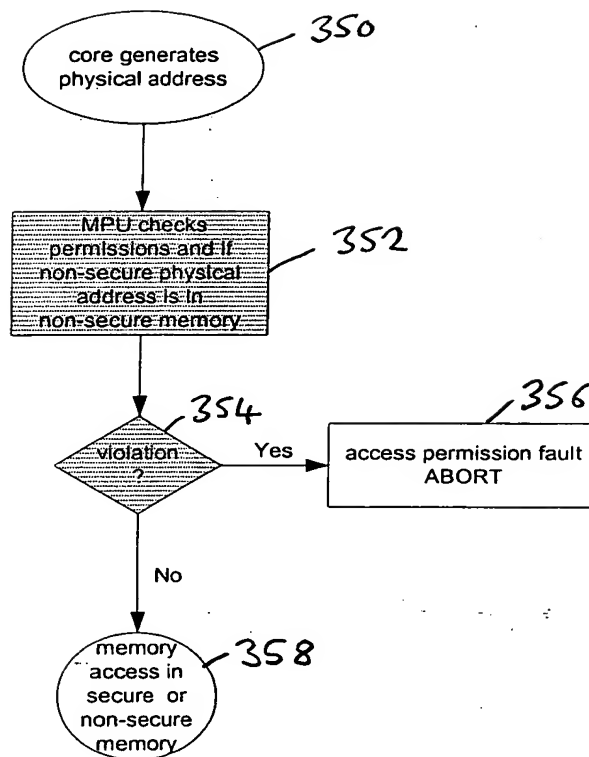 350
core generates
physical address
MPU checks
permissions and if
non-secure physical
address is in
non-secure memory
352
354
violation
?
Yes
356
access permission fault
ABORT
No
memory
access in
secure or
non-secure
memory
358